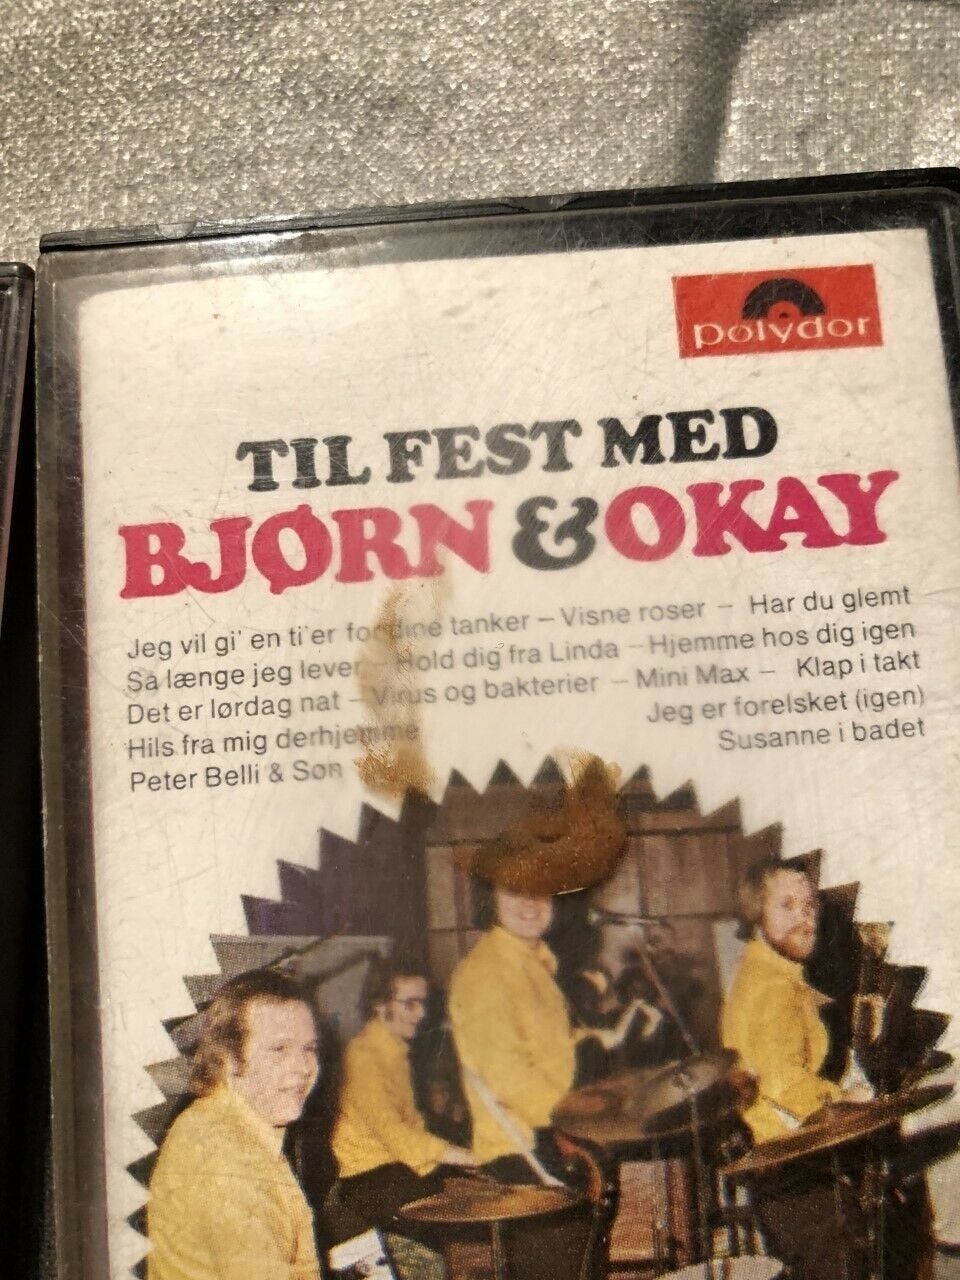 polydor
TIL FEST MED
BJØRN & OKAY
Jeg vil gi' en ti'er for dine tanker – Visne roser – Har du glemt
Så længe jeg lever – Hold dig fra Linda – Hjemme hos dig igen
Det er lørdag nat – Virus og bakterier – Mini Max – Klap i takt
Hils fra mig derhjemme Jeg er forelsket (igen)
Peter Belli & Søn Susanne i badet